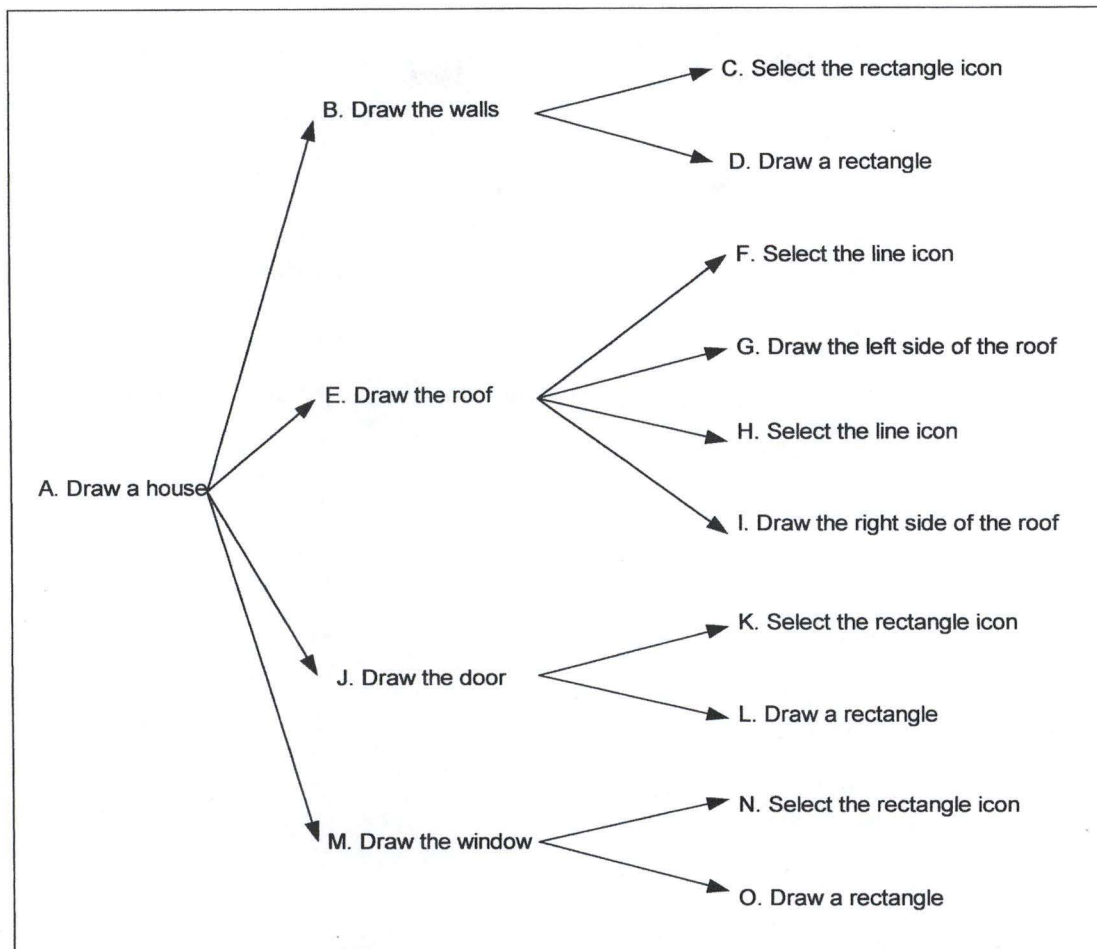 C. Select the rectangle icon
B. Draw the walls
D. Draw a rectangle
F. Select the line icon
G. Draw the left side of the roof
E. Draw the roof
H. Select the line icon
A. Draw a house
I. Draw the right side of the roof
K. Select the rectangle icon
J. Draw the door
L. Draw a rectangle
N. Select the rectangle icon
M. Draw the window
O. Draw a rectangle